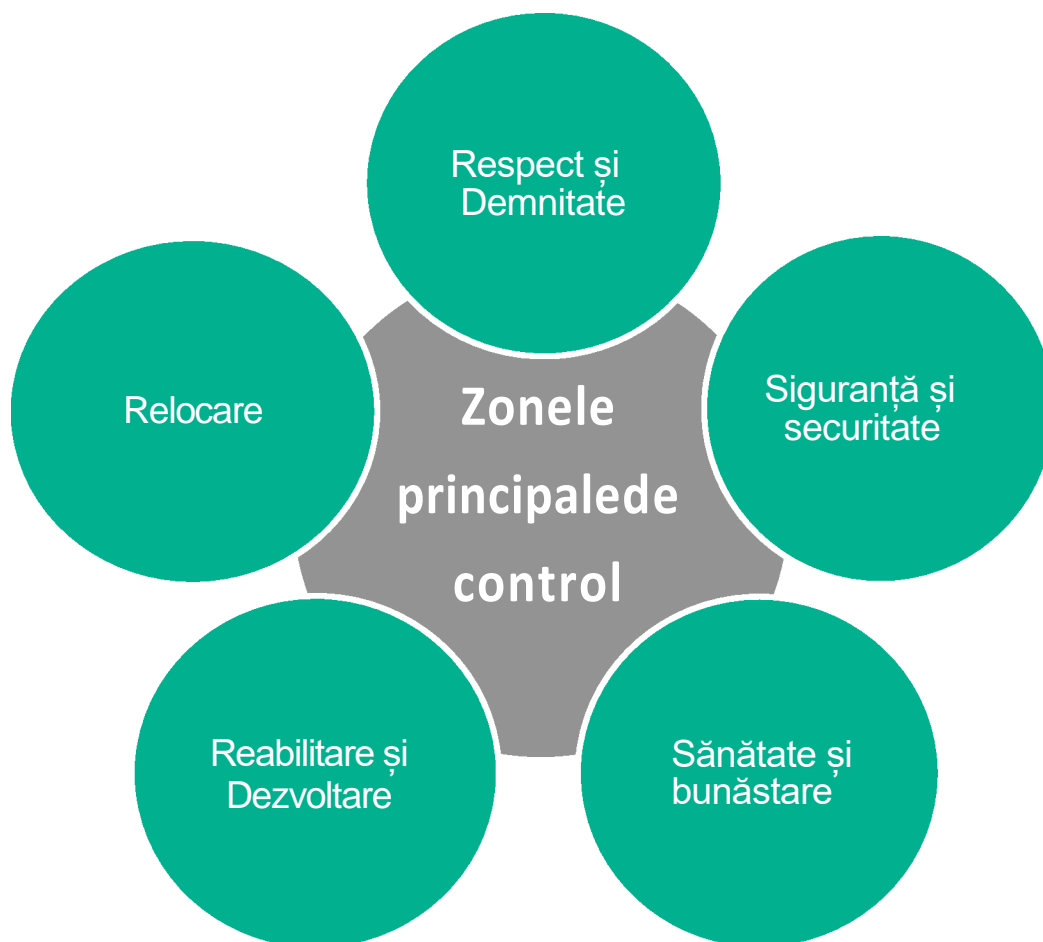 Respect și
Demnitate
Siguranță și
securitate
Relocare
Zonele
principalede
control
Reabilitare și
Dezvoltare
Sănătate și
bunăstare